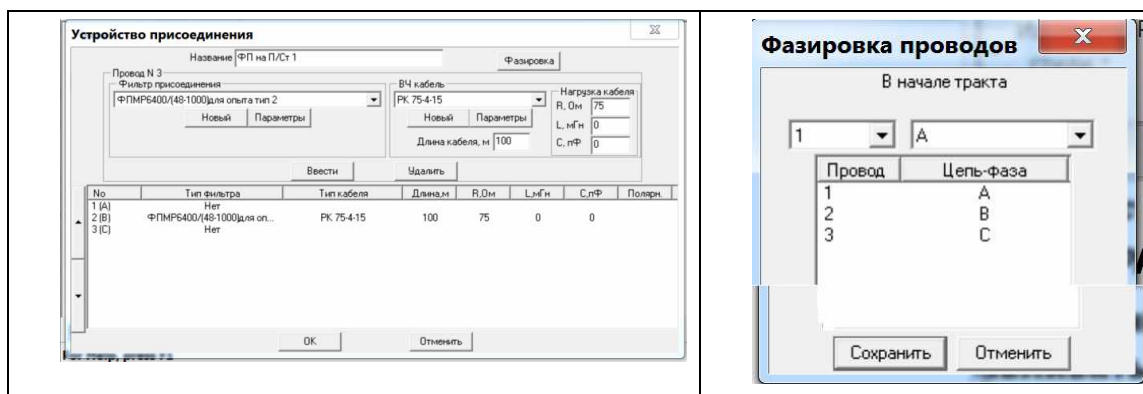 Устройство присоединения
Название ФП на П/Ст 1
Фазировка
Провод N 3
Фильтр присоединения
ФПМР6400/(48-1000)для опыта тип 2
Новый Параметры
ВЧ кабель
РК 75-4-15
Новый Параметры
Длина кабеля, м 100
Нагрузка кабеля
R, Ом 75
L, мГн 0
C, пФ 0
Ввести Удалить
No Тип фильтра Тип кабеля Длина,м R,Ом L,мГн C,пФ Полярн.
1 (A) Нет
2 (B) ФПМР6400/(48-1000)для оп... РК 75-4-15 100 75 0 0
3 (C) Нет
OK Отменить
Фазировка проводов
В начале тракта
1 A
Провод Цепь-фаза
1 A
2 B
3 C
Сохранить Отменить